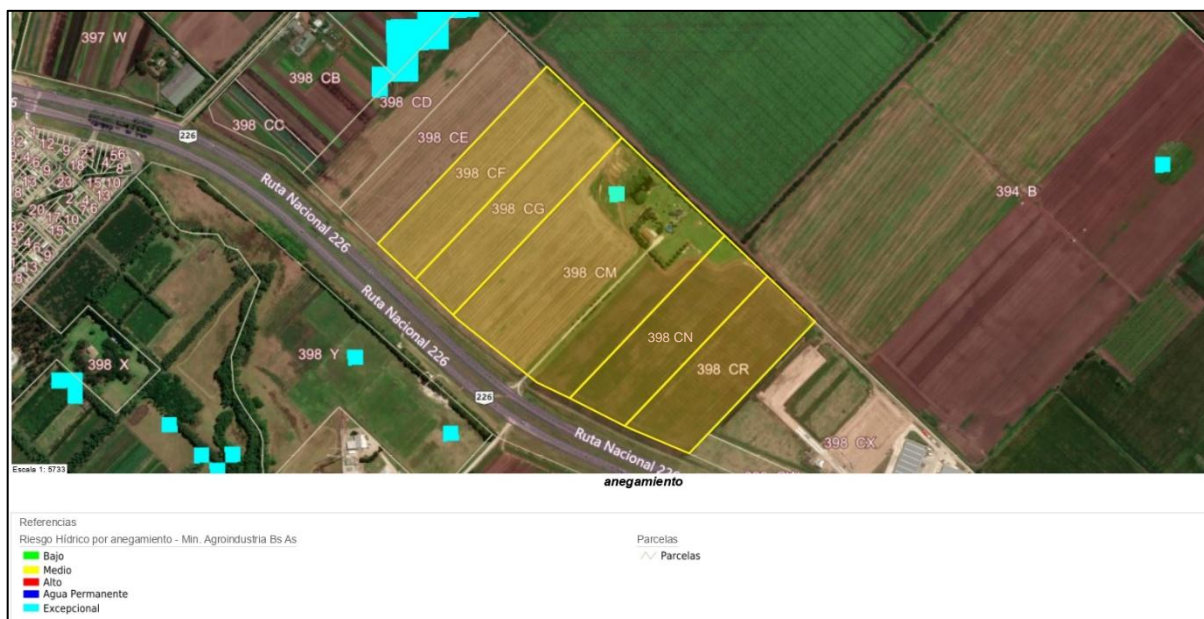 397 W
398 CB
398 CD
398 CC
398 CE
226
398 CF
398 CG
394 B
398 CM
Ruta Nacional 226
Ruta Nacional 226
398 CN
398 CR
398 X
398 Y
226
Ruta Nacional 226
398 CX
Escala 1: 5733
anegamiento
Referencias
Riesgo Hídrico por anegamiento - Min. Agroindustria Bs As
Bajo
Medio
Alto
Agua Permanente
Excepcional
Parcelas
Parcelas